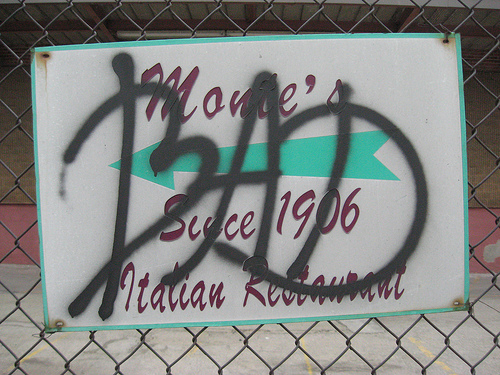 Monte's
BAD
Since 1906
Italian Restaurant